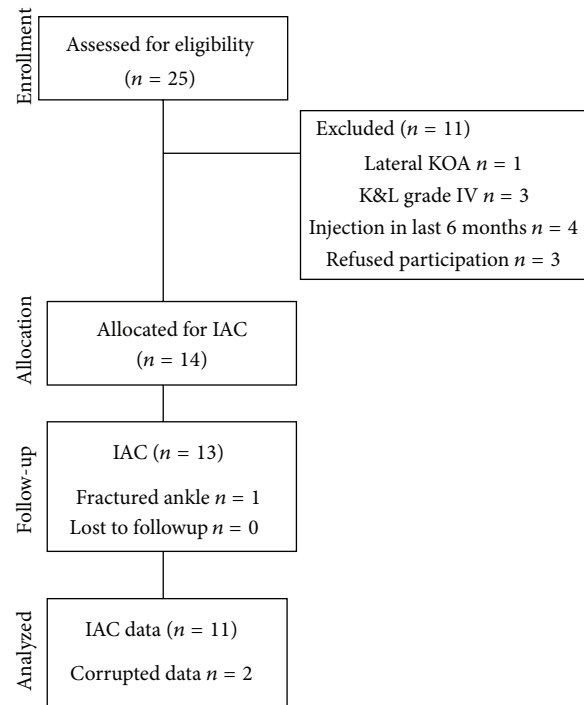 Enrollment
Assessed for eligibility
(n = 25)
Excluded (n = 11)
Lateral KOA n = 1
K&L grade IV n = 3
Injection in last 6 months n = 4
Refused participation n = 3
Allocation
Allocated for IAC
(n = 14)
Follow-up
IAC (n = 13)
Fractured ankle n = 1
Lost to followup n = 0
Analyzed
IAC data (n = 11)
Corrupted data n = 2